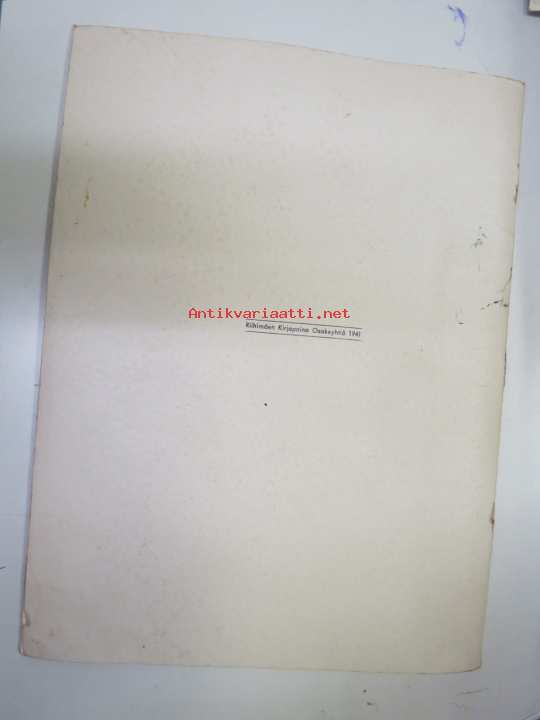 Antikvariaatti.net
Riihimäen Kirjapaino Osakeyhtiö 1941